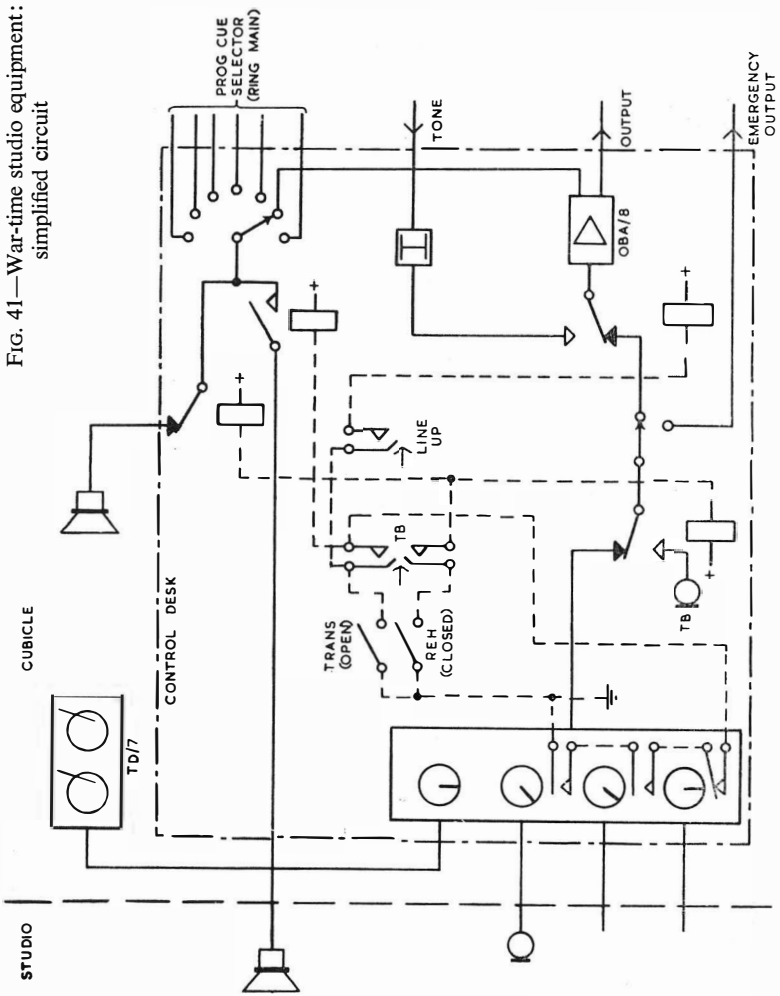 FIG. 41—War-time studio equipment:
simplified circuit
STUDIO
CUBICLE
TD/7
CONTROL DESK
PROG CUE
SELECTOR
(RING MAIN)
TONE
OUTPUT
EMERGENCY
OUTPUT
OBA/8
LINE
UP
TB
TRANS
(OPEN)
REH
(CLOSED)
TB
+
+
+
+